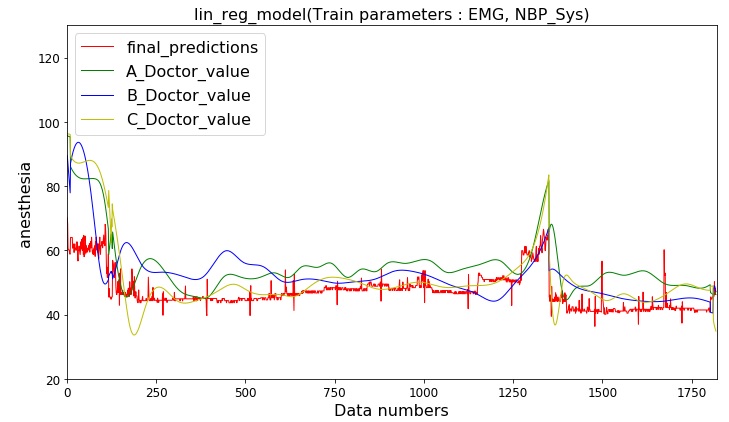 lin_reg_model(Train parameters : EMG, NBP_Sys)
final_predictions
A_Doctor_value
B_Doctor_value
C_Doctor_value
anesthesia
120
100
80
60
40
20
0 250 500 750 1000 1250 1500 1750
Data numbers